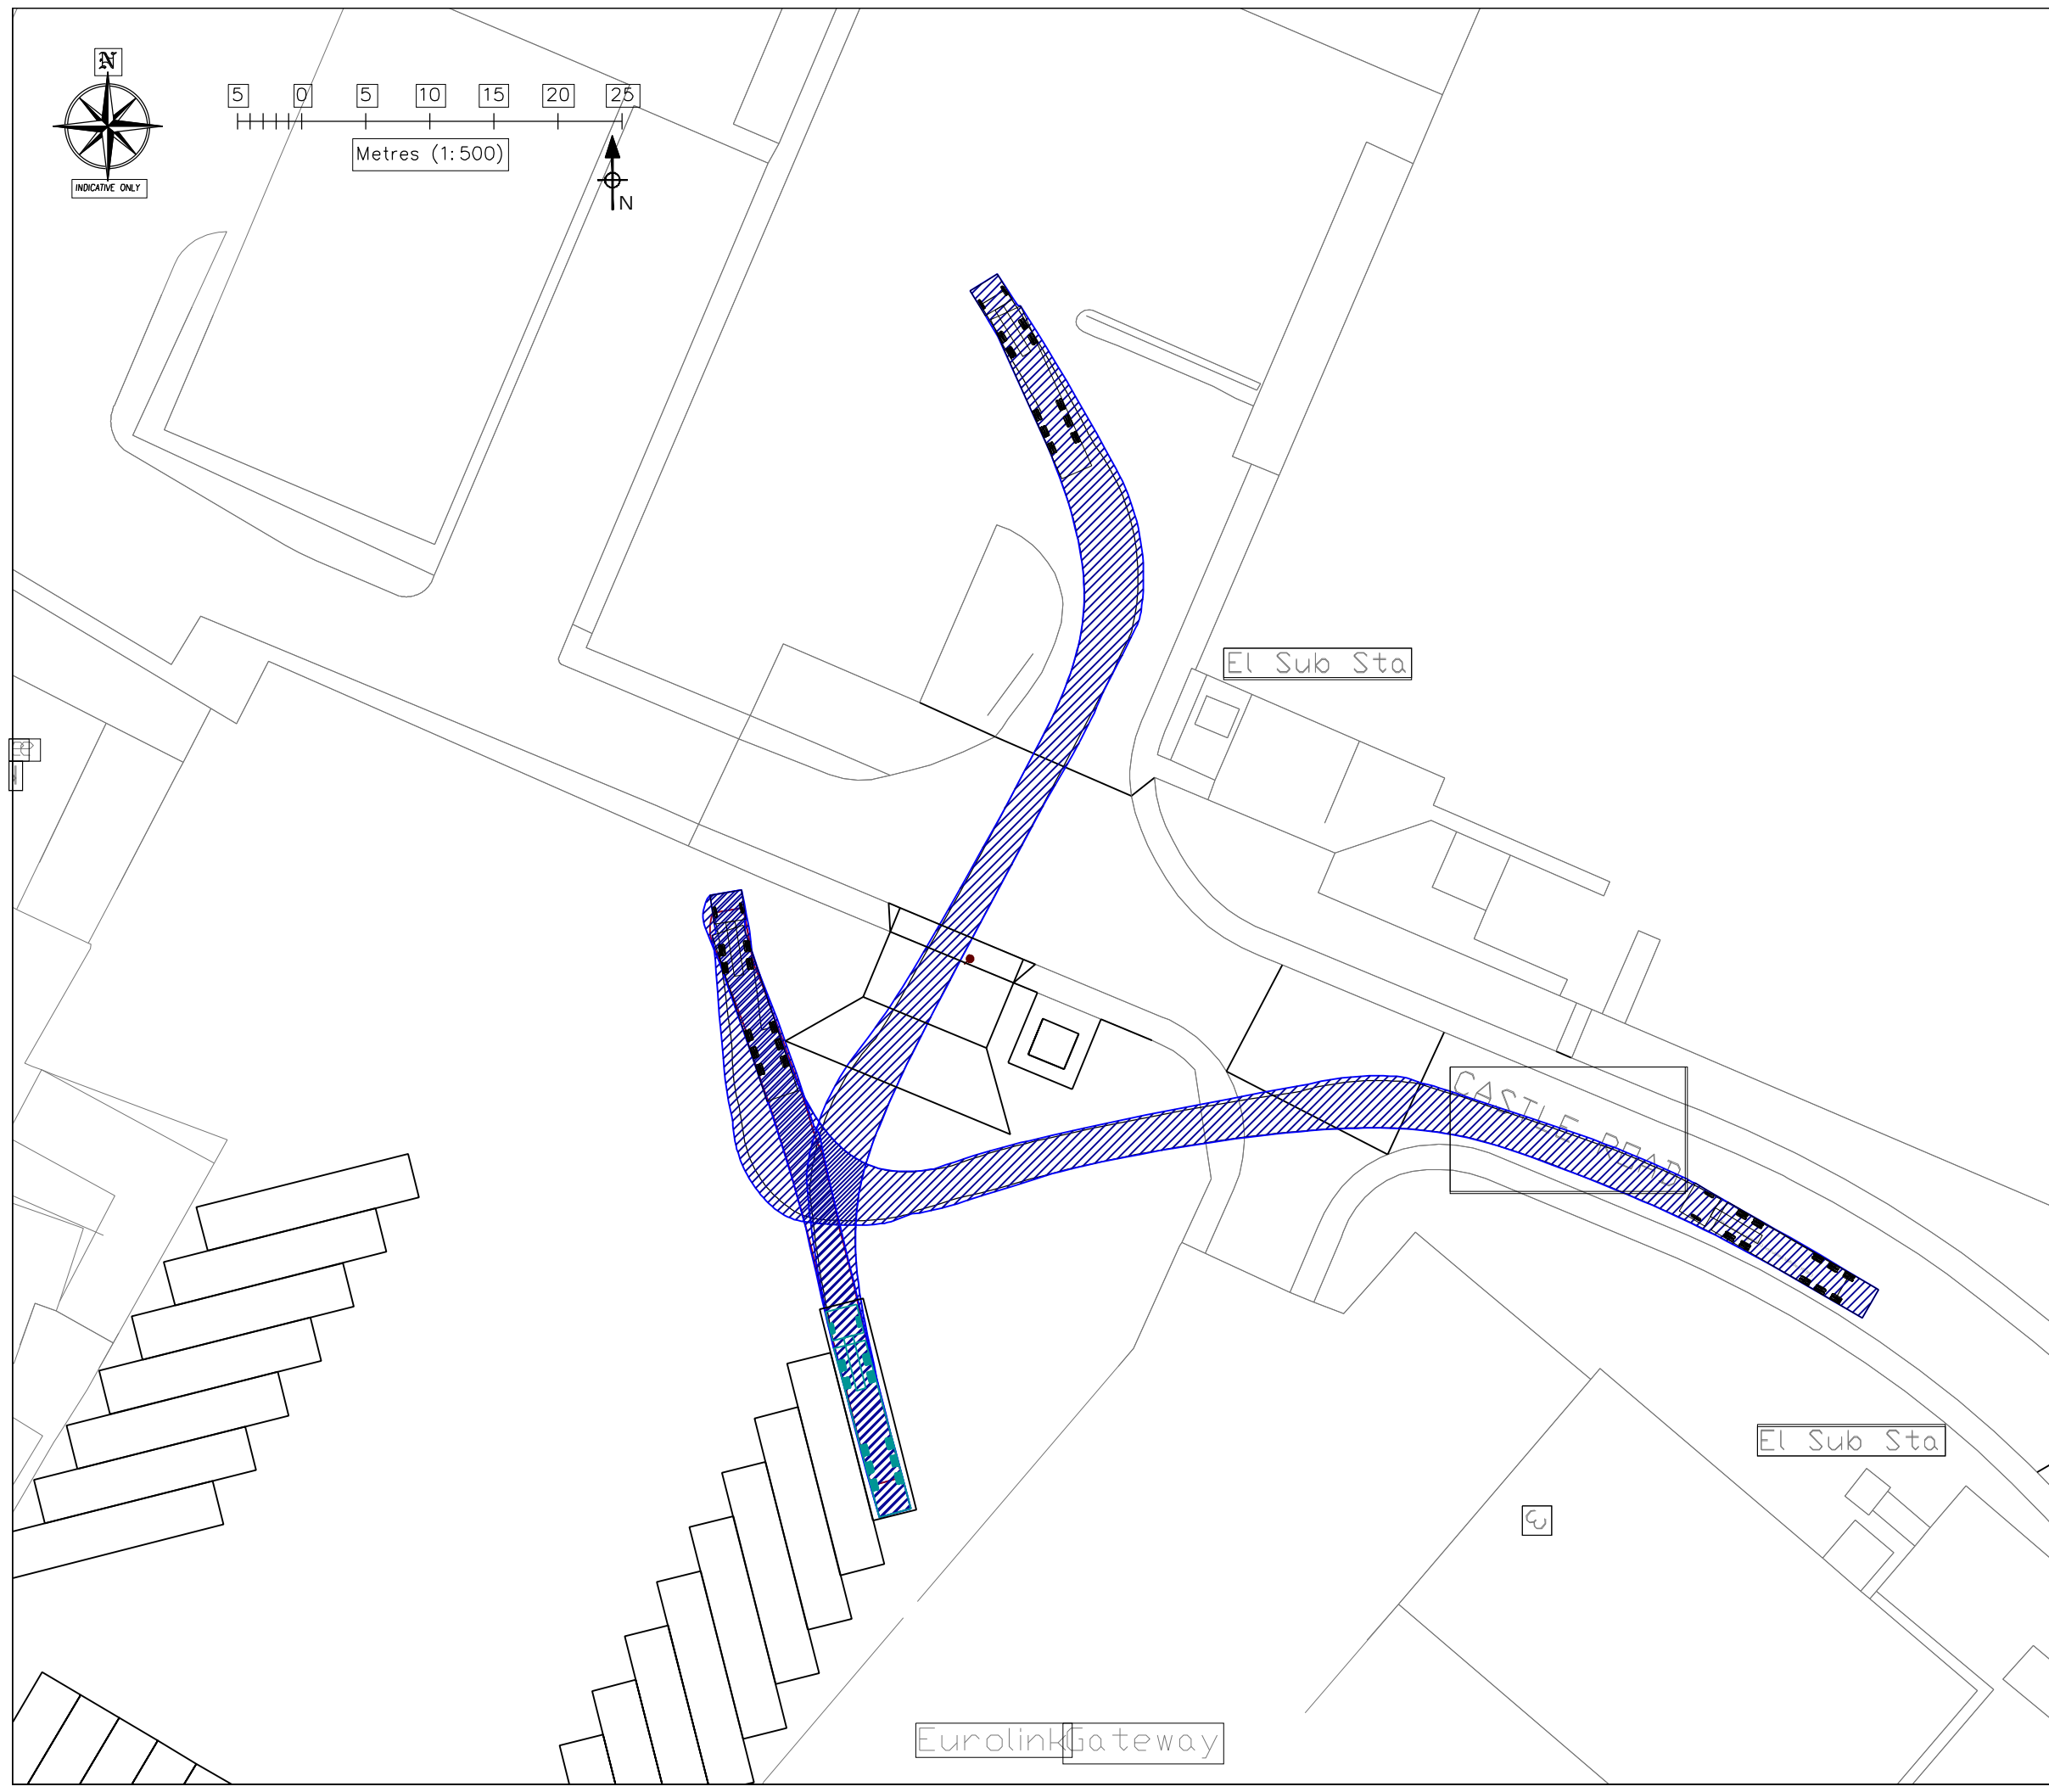 N
5 0 5 10 15 20 25
Metres (1:500)
INDICATIVE ONLY
N
El Sub Sta
CASTLE ROAD
El Sub Sta
3
Eurolink Gateway